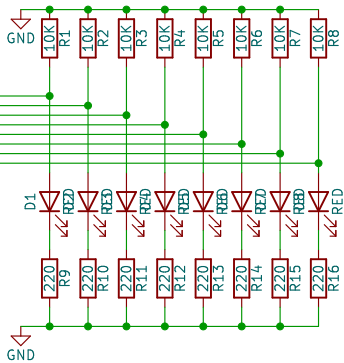 GND
10K R1 10K R2 10K R3 10K R4 10K R5 10K R6 10K R7 10K R8
D1 RED
220 R9 220 R10 220 R11 220 R12 220 R13 220 R14 220 R15 220 R16
GND